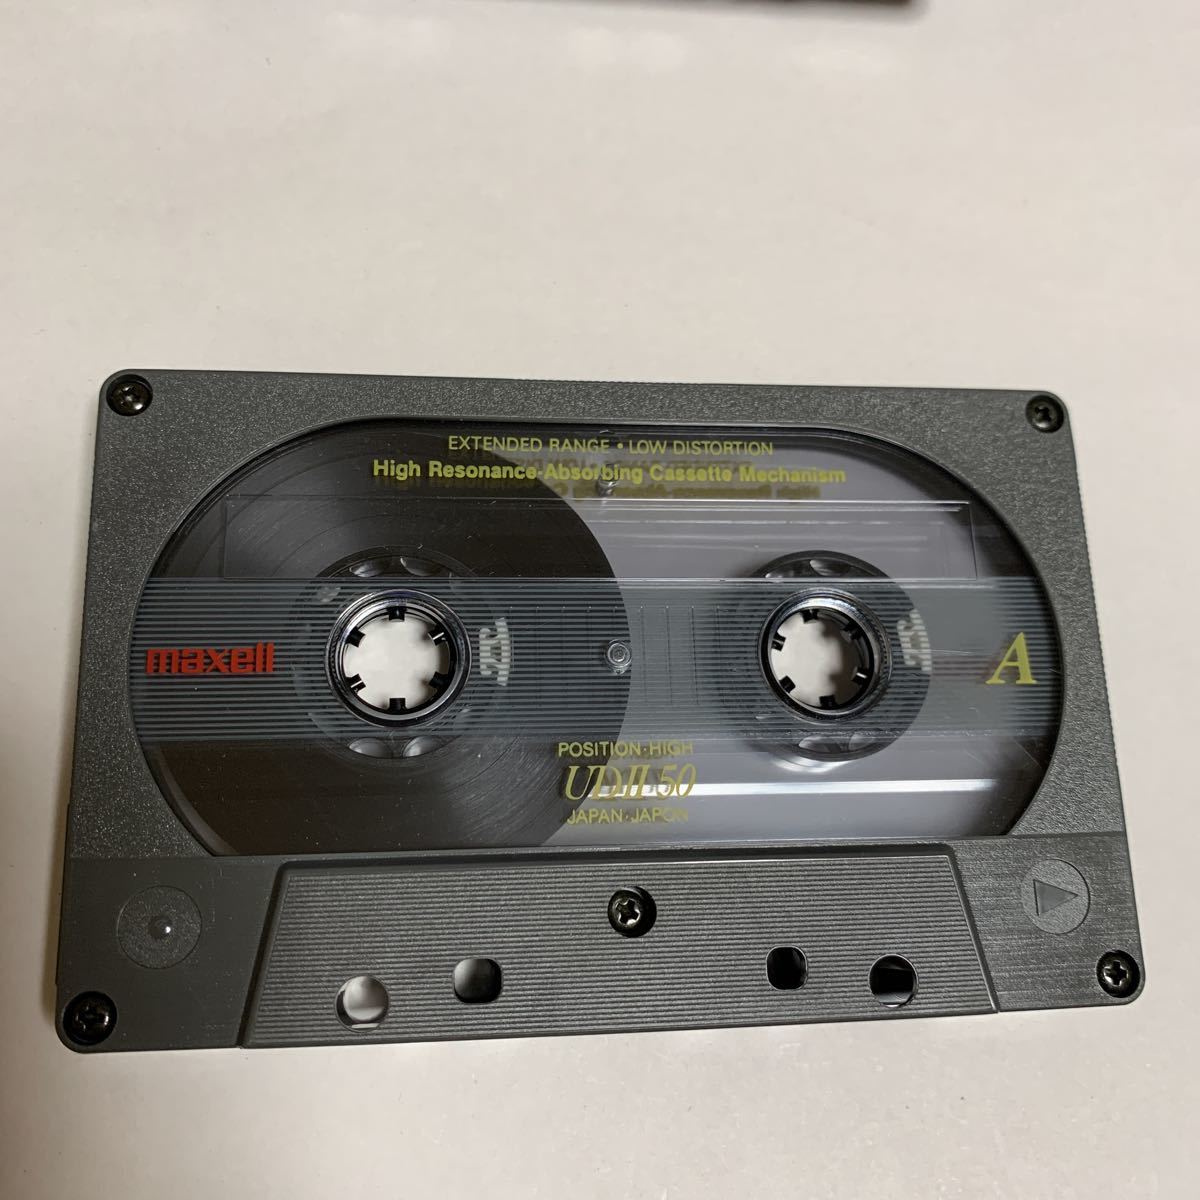 EXTENDED RANGE • LOW DISTORTION
High Resonance-Absorbing Cassette Mechanism
maxell
A
POSITION·HIGH
UDII 50
JAPAN·JAPON